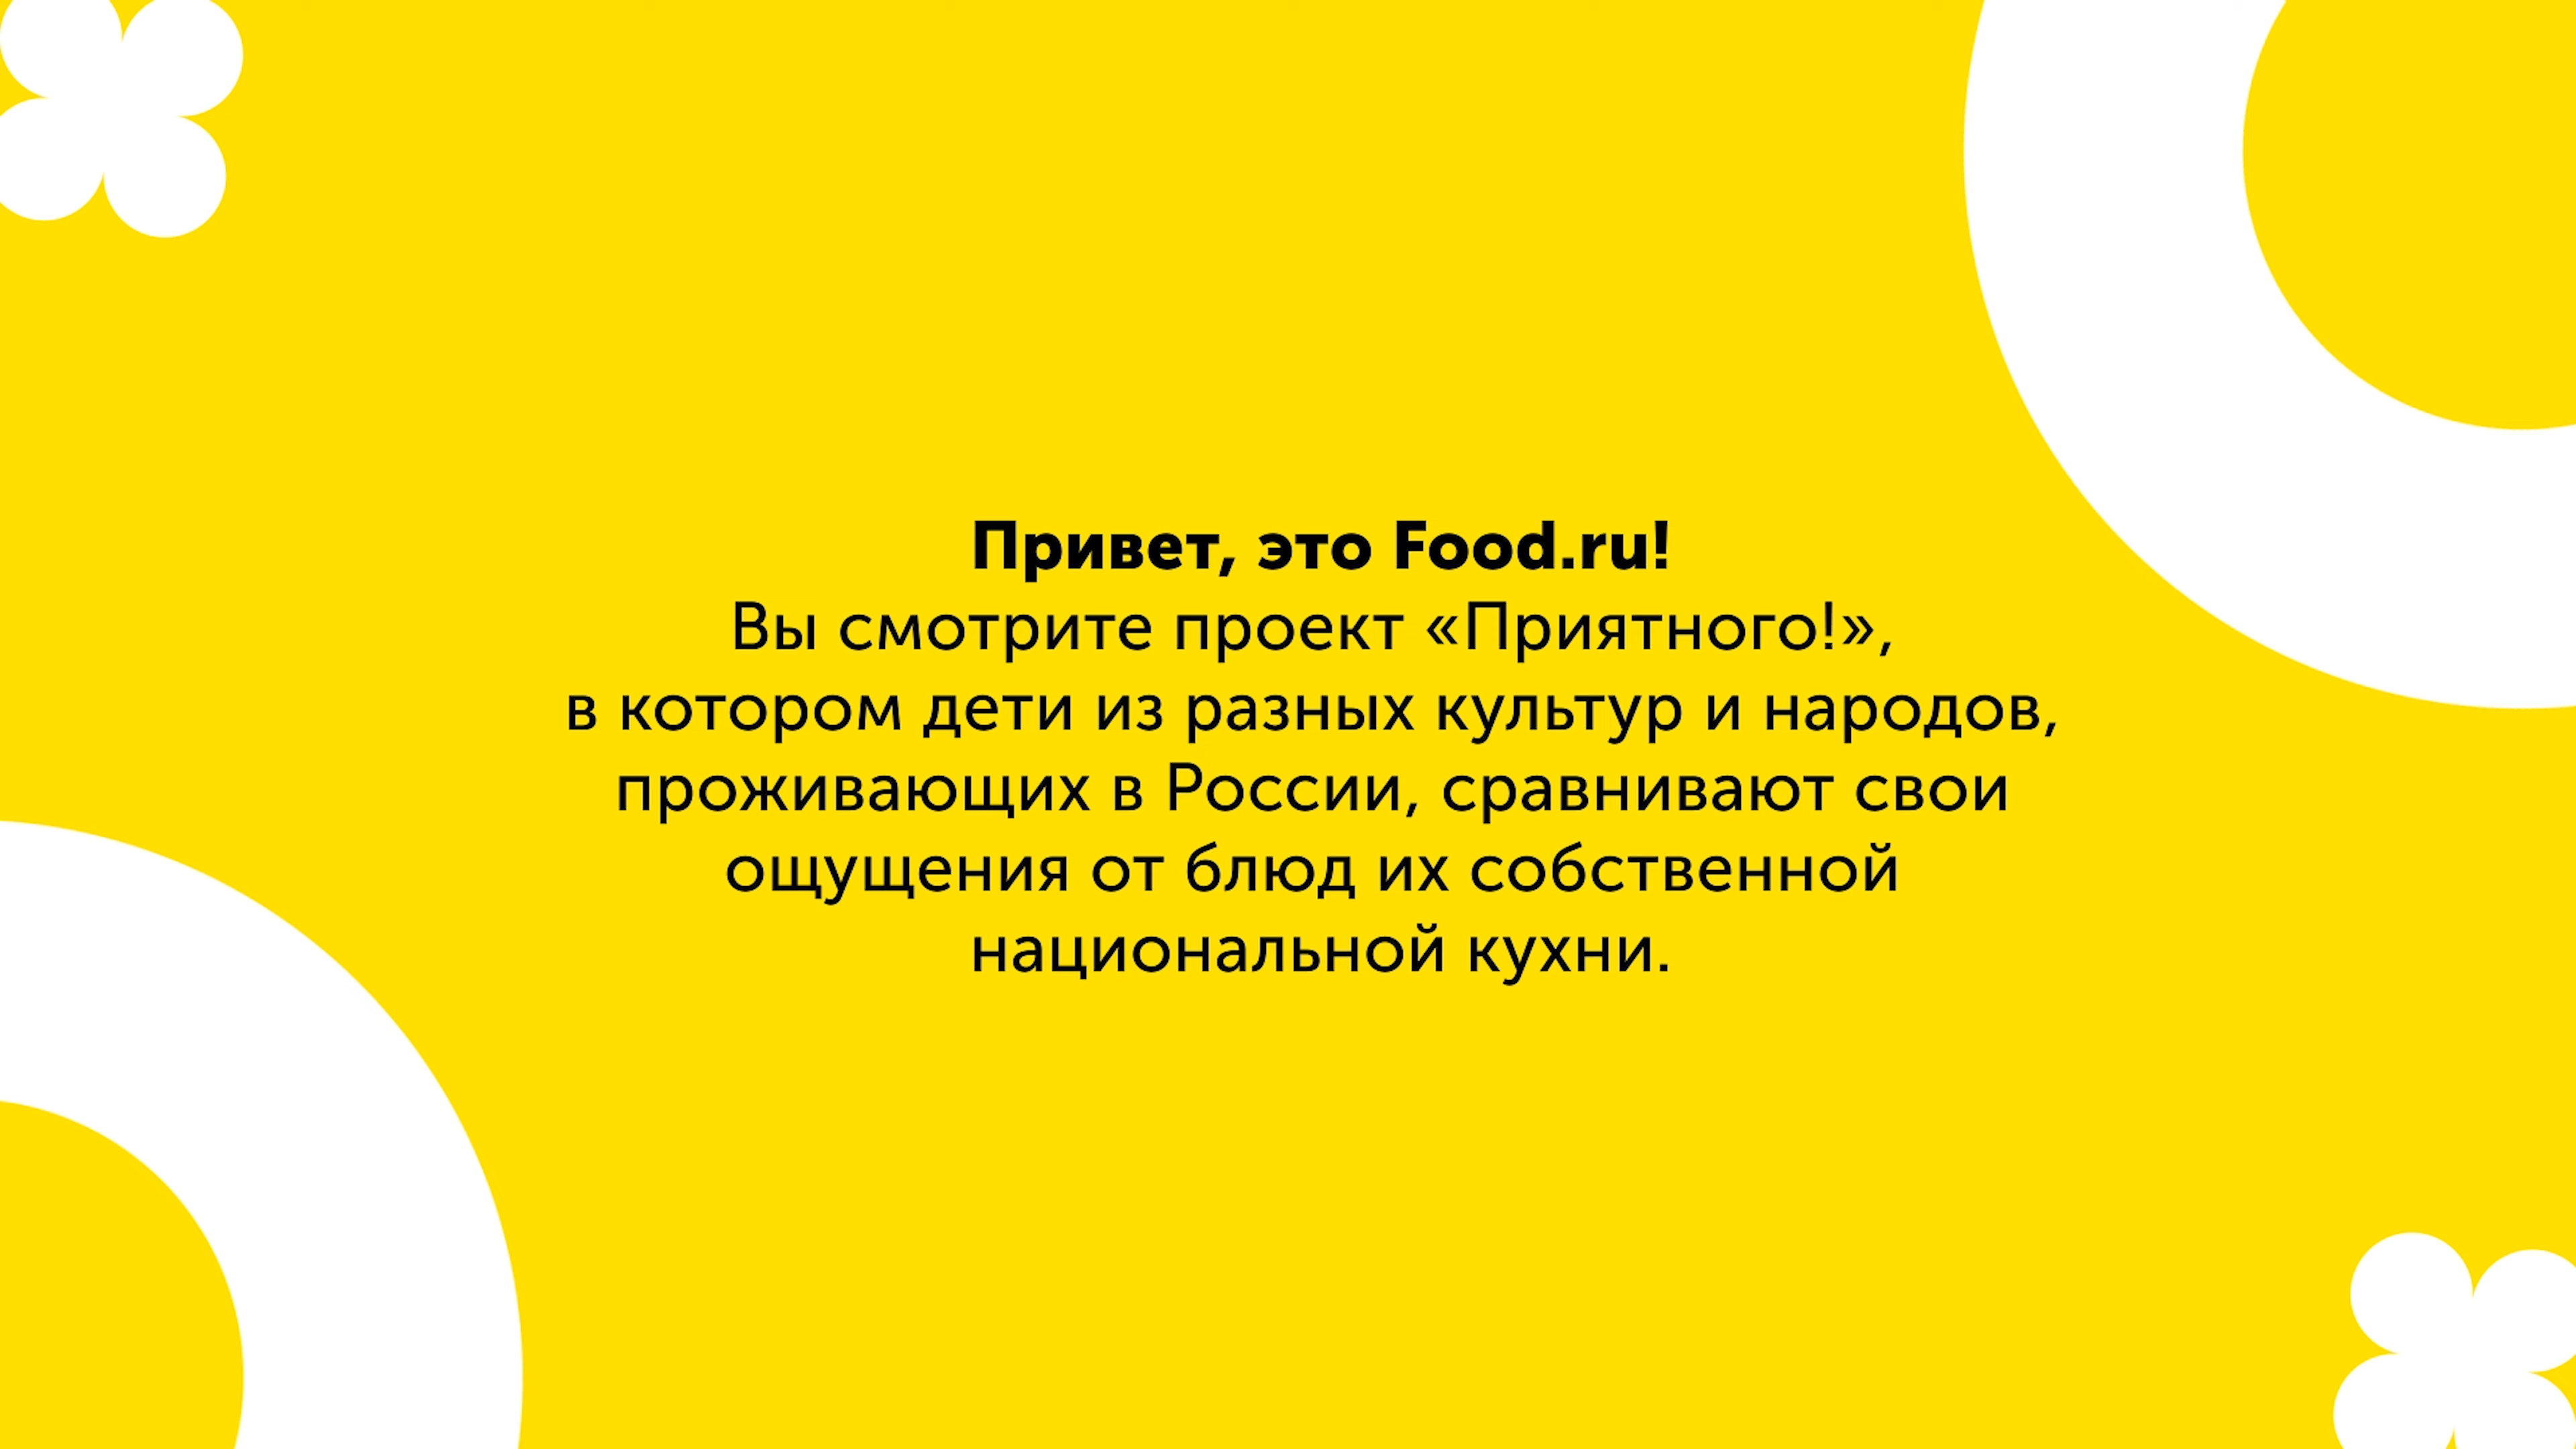 Привет, это Food.ru!
Вы смотрите проект «Приятного!»,
в котором дети из разных культур и народов,
проживающих в России, сравнивают свои
ощущения от блюд их собственной
национальной кухни.